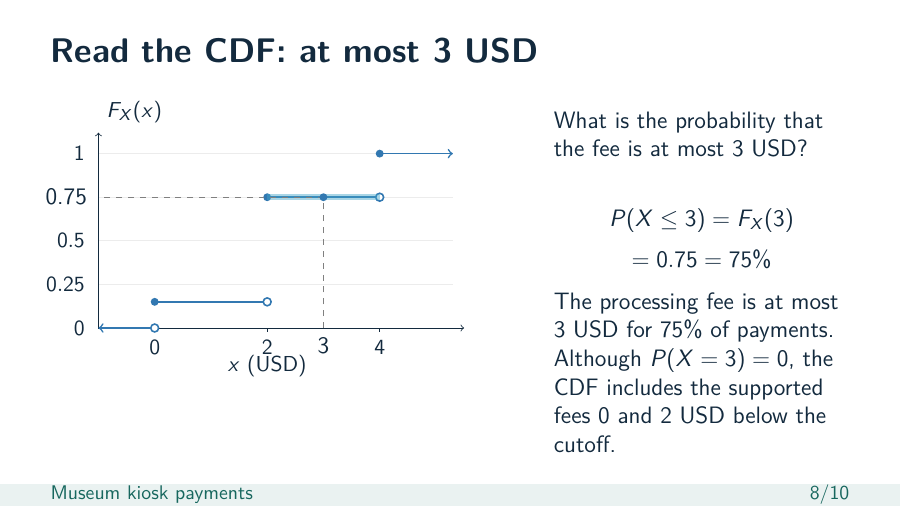 Read the CDF: at most 3 USD
F_X(x)
1
0.75
0.5
0.25
0
0 2 3 4
x (USD)
What is the probability that
the fee is at most 3 USD?
P(X ≤ 3) = F_X(3)
= 0.75 = 75%
The processing fee is at most
3 USD for 75% of payments.
Although P(X = 3) = 0, the
CDF includes the supported
fees 0 and 2 USD below the
cutoff.
Museum kiosk payments
8/10